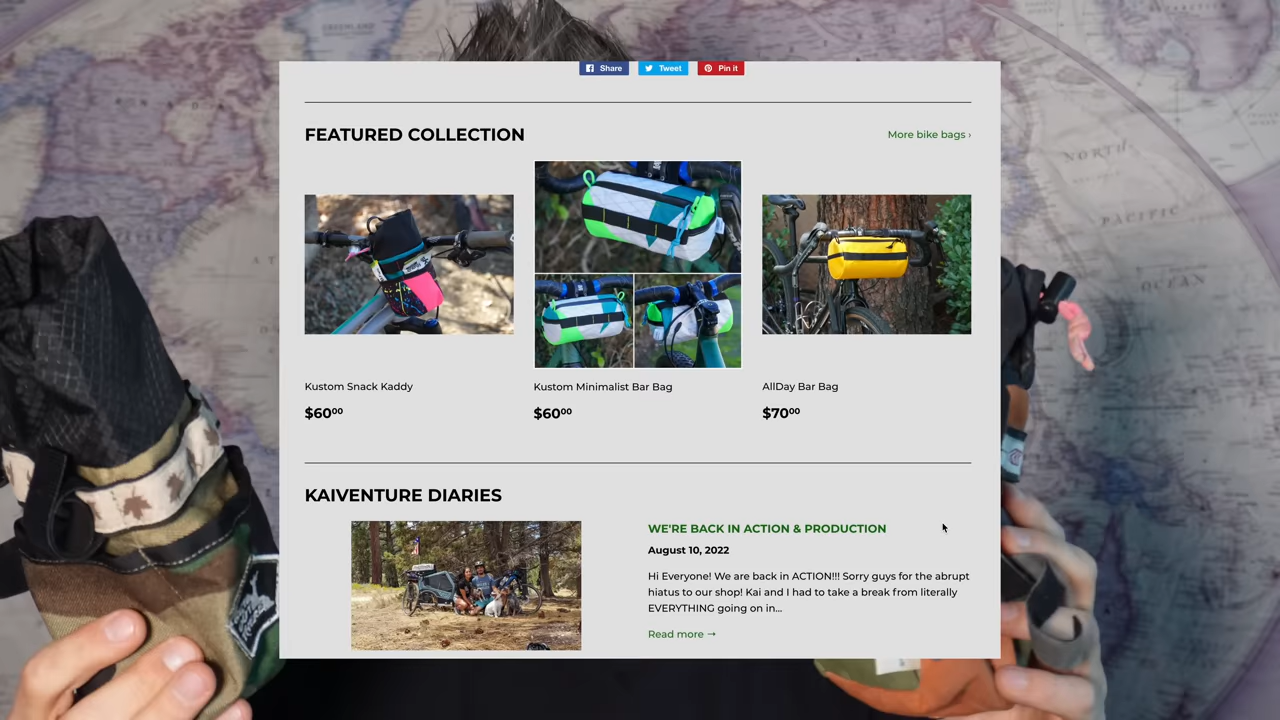 Share
Tweet
Pin it
FEATURED COLLECTION
More bike bags ›
Kustom Snack Kaddy
Kustom Minimalist Bar Bag
AllDay Bar Bag
$60⁰⁰
$60⁰⁰
$70⁰⁰
KAIVENTURE DIARIES
WE'RE BACK IN ACTION & PRODUCTION
August 10, 2022
Hi Everyone! We are back in ACTION!!! Sorry guys for the abrupt
hiatus to our shop! Kai and I had to take a break from literally
EVERYTHING going on in...
Read more →
NORTH
PACIFIC
OCEAN